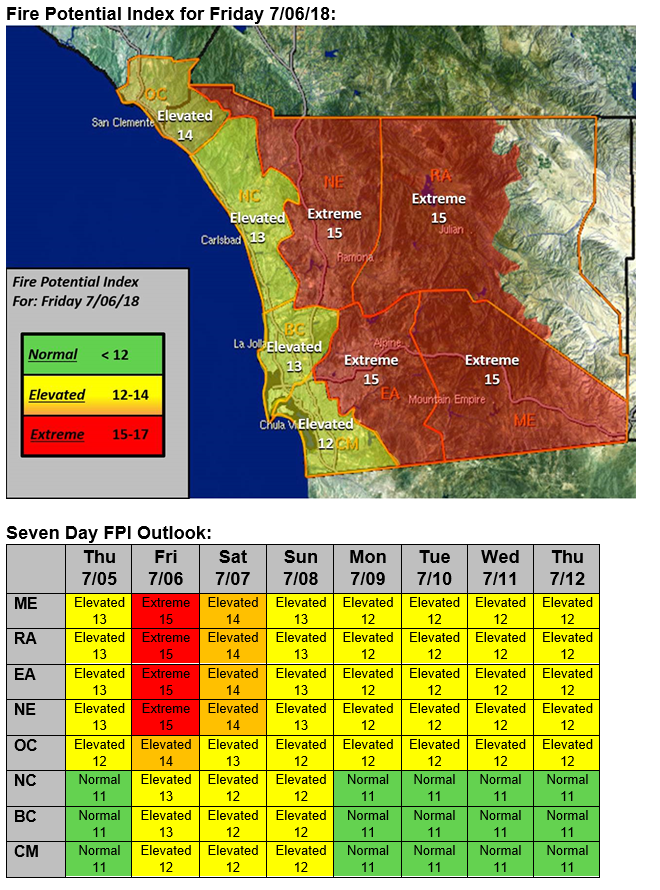 Fire Potential Index for Friday 7/06/18:
OC
Elevated
14
San Clemente
NC
Elevated
13
NE
Extreme
15
RA
Extreme
15
Julian
Carlsbad
Ramona
Fire Potential Index
For: Friday 7/06/18
Normal < 12
Elevated 12-14
Extreme 15-17
BC
La Jolla
Elevated
13
Alpine
Extreme
15
EA
Extreme
15
Mountain Empire
ME
Chula
Elevated
12 CM
Seven Day FPI Outlook:
Thu Fri Sat Sun Mon Tue Wed Thu
7/05 7/06 7/07 7/08 7/09 7/10 7/11 7/12
ME Elevated Extreme Elevated Elevated Elevated Elevated Elevated Elevated
13 15 14 13 12 12 12 12
RA Elevated Extreme Elevated Elevated Elevated Elevated Elevated Elevated
13 15 14 13 12 12 12 12
EA Elevated Extreme Elevated Elevated Elevated Elevated Elevated Elevated
13 15 14 13 12 12 12 12
NE Elevated Extreme Elevated Elevated Elevated Elevated Elevated Elevated
13 15 14 13 12 12 12 12
OC Elevated Elevated Elevated Elevated Elevated Elevated Elevated Elevated
12 14 13 12 12 12 12 12
NC Normal Elevated Elevated Elevated Normal Normal Normal Normal
11 13 12 12 11 11 11 11
BC Normal Elevated Elevated Elevated Normal Normal Normal Normal
11 13 12 12 11 11 11 11
CM Normal Elevated Elevated Elevated Normal Normal Normal Normal
11 12 12 12 11 11 11 11